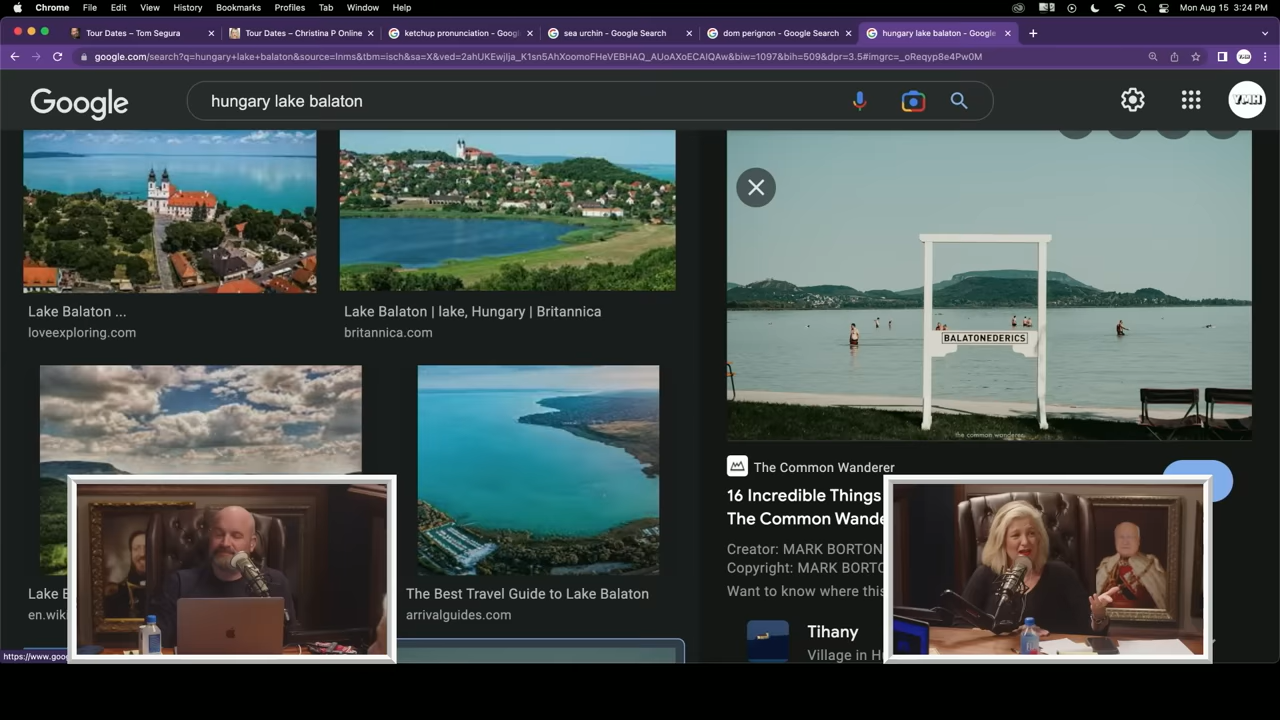 Chrome File Edit View History Bookmarks Profiles Tab Window Help Mon Aug 15 3:24 PM
Tour Dates – Tom Segura Tour Dates – Christina P Online ketchup pronunciation - Goog sea urchin - Google Search dom perignon - Google Search hungary lake balaton - Google
google.com/search?q=hungary+lake+balaton&source=lnms&tbm=isch&sa=X&ved=2ahUKEwjIja_K1sn5AhXoomoFHeVEBHAQ_AUoAXoECAIQAw&biw=1097&bih=509&dpr=3.5#imgrc=_oReqyp8e4Pw0M
Google
hungary lake balaton
YMH
BALATONEDERICS
the common wanderer
Lake Balaton ...
loveexploring.com
Lake Balaton | lake, Hungary | Britannica
britannica.com
The Common Wanderer
16 Incredible Things
The Common Wande
Creator: MARK BORTON
Copyright: MARK BORTO
Want to know where this
Lake B
en.wik
The Best Travel Guide to Lake Balaton
arrivalguides.com
Tihany
Village in H
https://www.goog